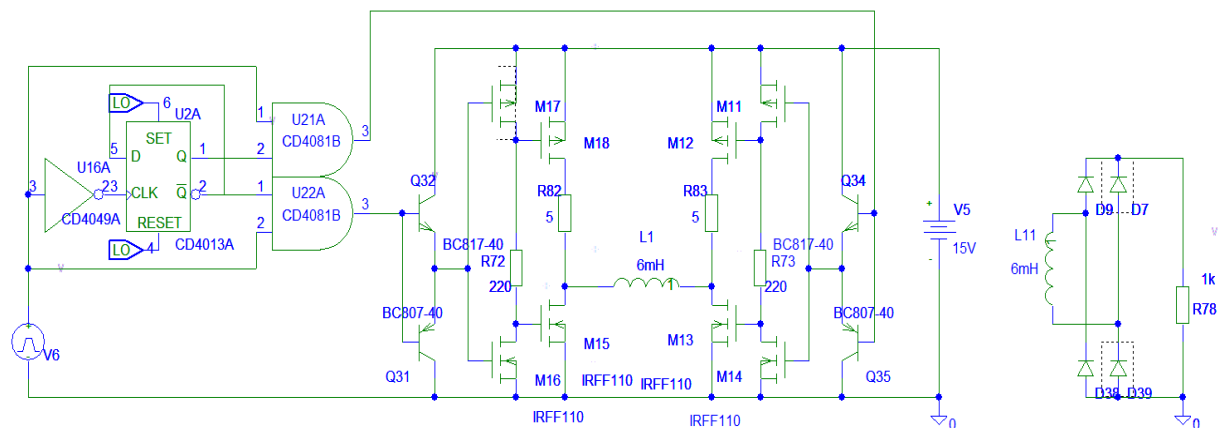 LO 6 U2A
1 U21A 3
CD4081B
2
SET
5 D Q 1
U16A
3 23 CLK Q 2
CD4049A
RESET
LO 4 CD4013A
1 U22A 3
CD4081B
2
V6
Q32
BC817-40
R72
220
BC807-40
Q31
M17
M18
R82
5
L1
6mH
1
M15
M16 IRFF110
IRFF110
M11
M12
R83
5
BC817-40
R73
220
BC807-40
M13
IRFF110
M14
IRFF110
Q34
Q35
V5
+
15V
-
0
D9 D7
L11
6mH
1k
R78
D38 D39
0
V